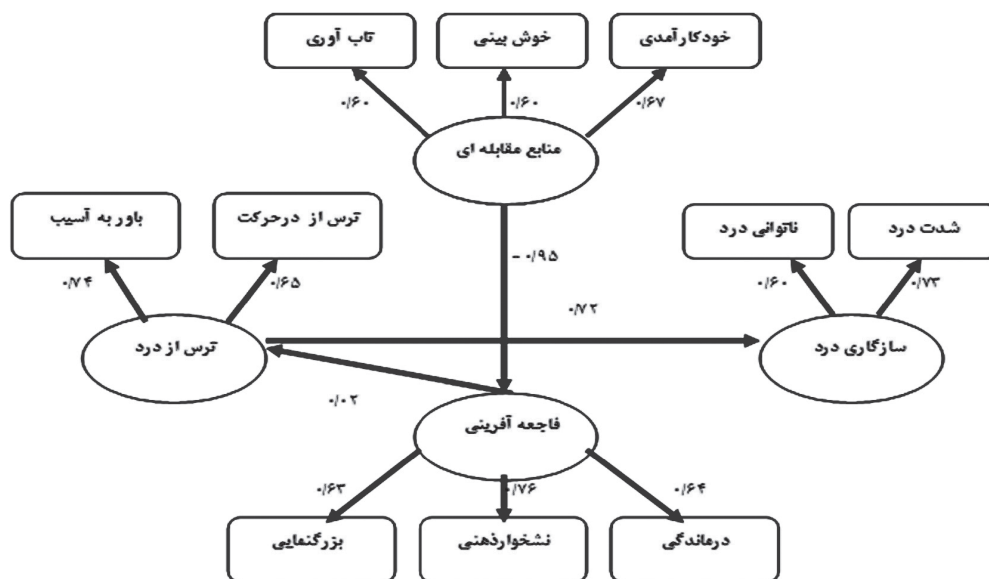 خودکارآمدی
خوش بینی
تاب آوری
۰/۶۷
۰/۶۰
۰/۶۰
منابع مقابله ای
شدت درد
ناتوانی درد
ترس از درحرکت
باور به آسیب
- ۰/۹۵
۰/۷۳
۰/۶۰
۰/۶۵
۰/۷۴
۰/۷۲
سازگاری درد
ترس از درد
۰/۰۲
فاجعه آفرینی
۰/۶۴
۰/۷۶
۰/۶۳
درماندگی
نشخوارذهنی
بزرگنمایی